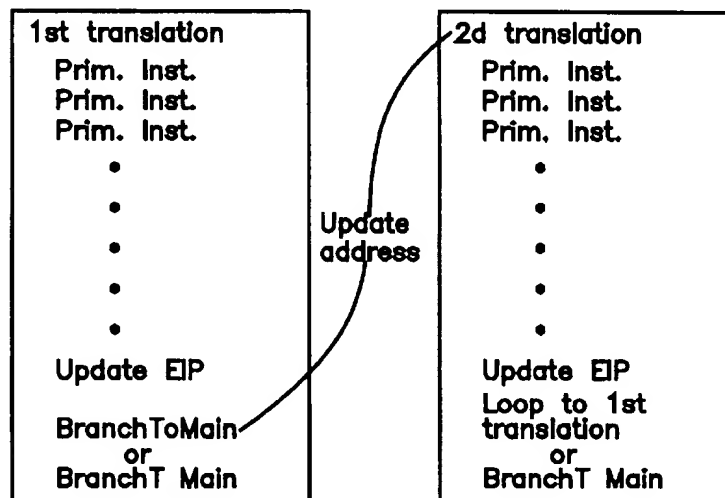 1st translation
Prim. Inst.
Prim. Inst.
Prim. Inst.
Update EIP
BranchToMain
or
BranchT Main
Update
address
2d translation
Prim. Inst.
Prim. Inst.
Prim. Inst.
Update EIP
Loop to 1st
translation
or
BranchT Main